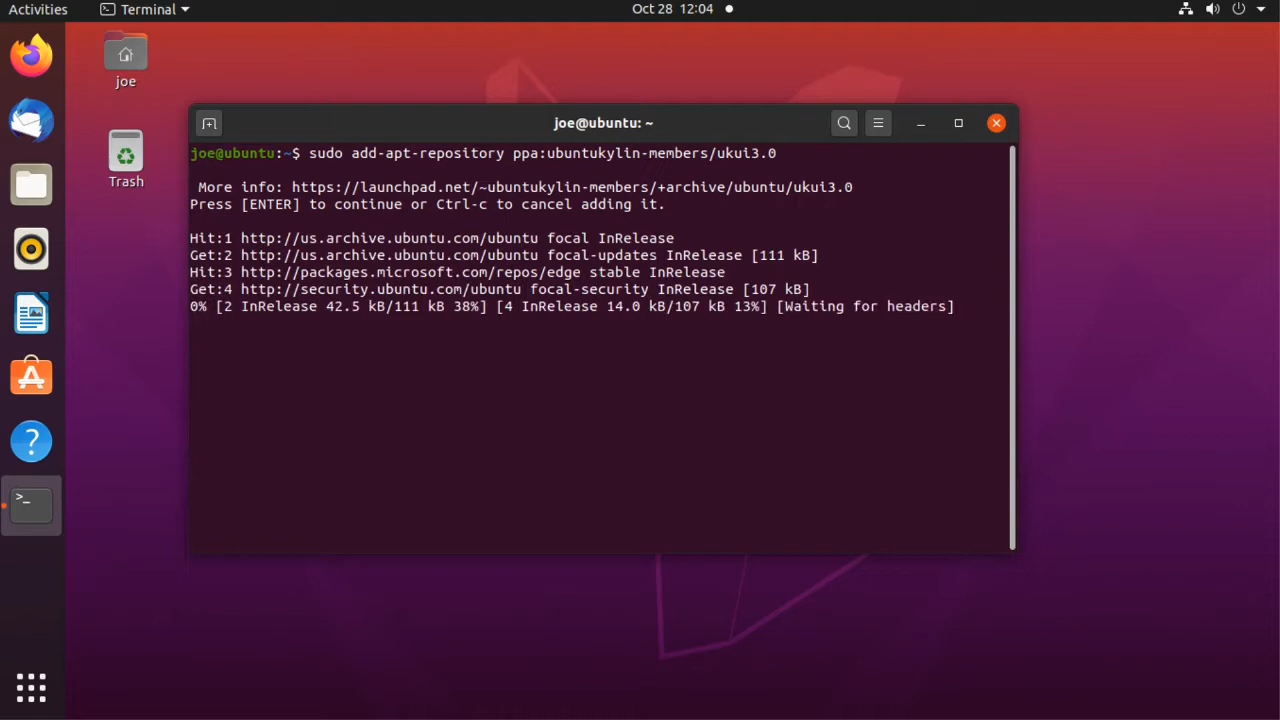 Activities
Terminal
Oct 28 12:04
joe
Trash
joe@ubuntu: ~
joe@ubuntu:~$ sudo add-apt-repository ppa:ubuntukylin-members/ukui3.0
More info: https://launchpad.net/~ubuntukylin-members/+archive/ubuntu/ukui3.0
Press [ENTER] to continue or Ctrl-c to cancel adding it.
Hit:1 http://us.archive.ubuntu.com/ubuntu focal InRelease
Get:2 http://us.archive.ubuntu.com/ubuntu focal-updates InRelease [111 kB]
Hit:3 http://packages.microsoft.com/repos/edge stable InRelease
Get:4 http://security.ubuntu.com/ubuntu focal-security InRelease [107 kB]
0% [2 InRelease 42.5 kB/111 kB 38%] [4 InRelease 14.0 kB/107 kB 13%] [Waiting for headers]